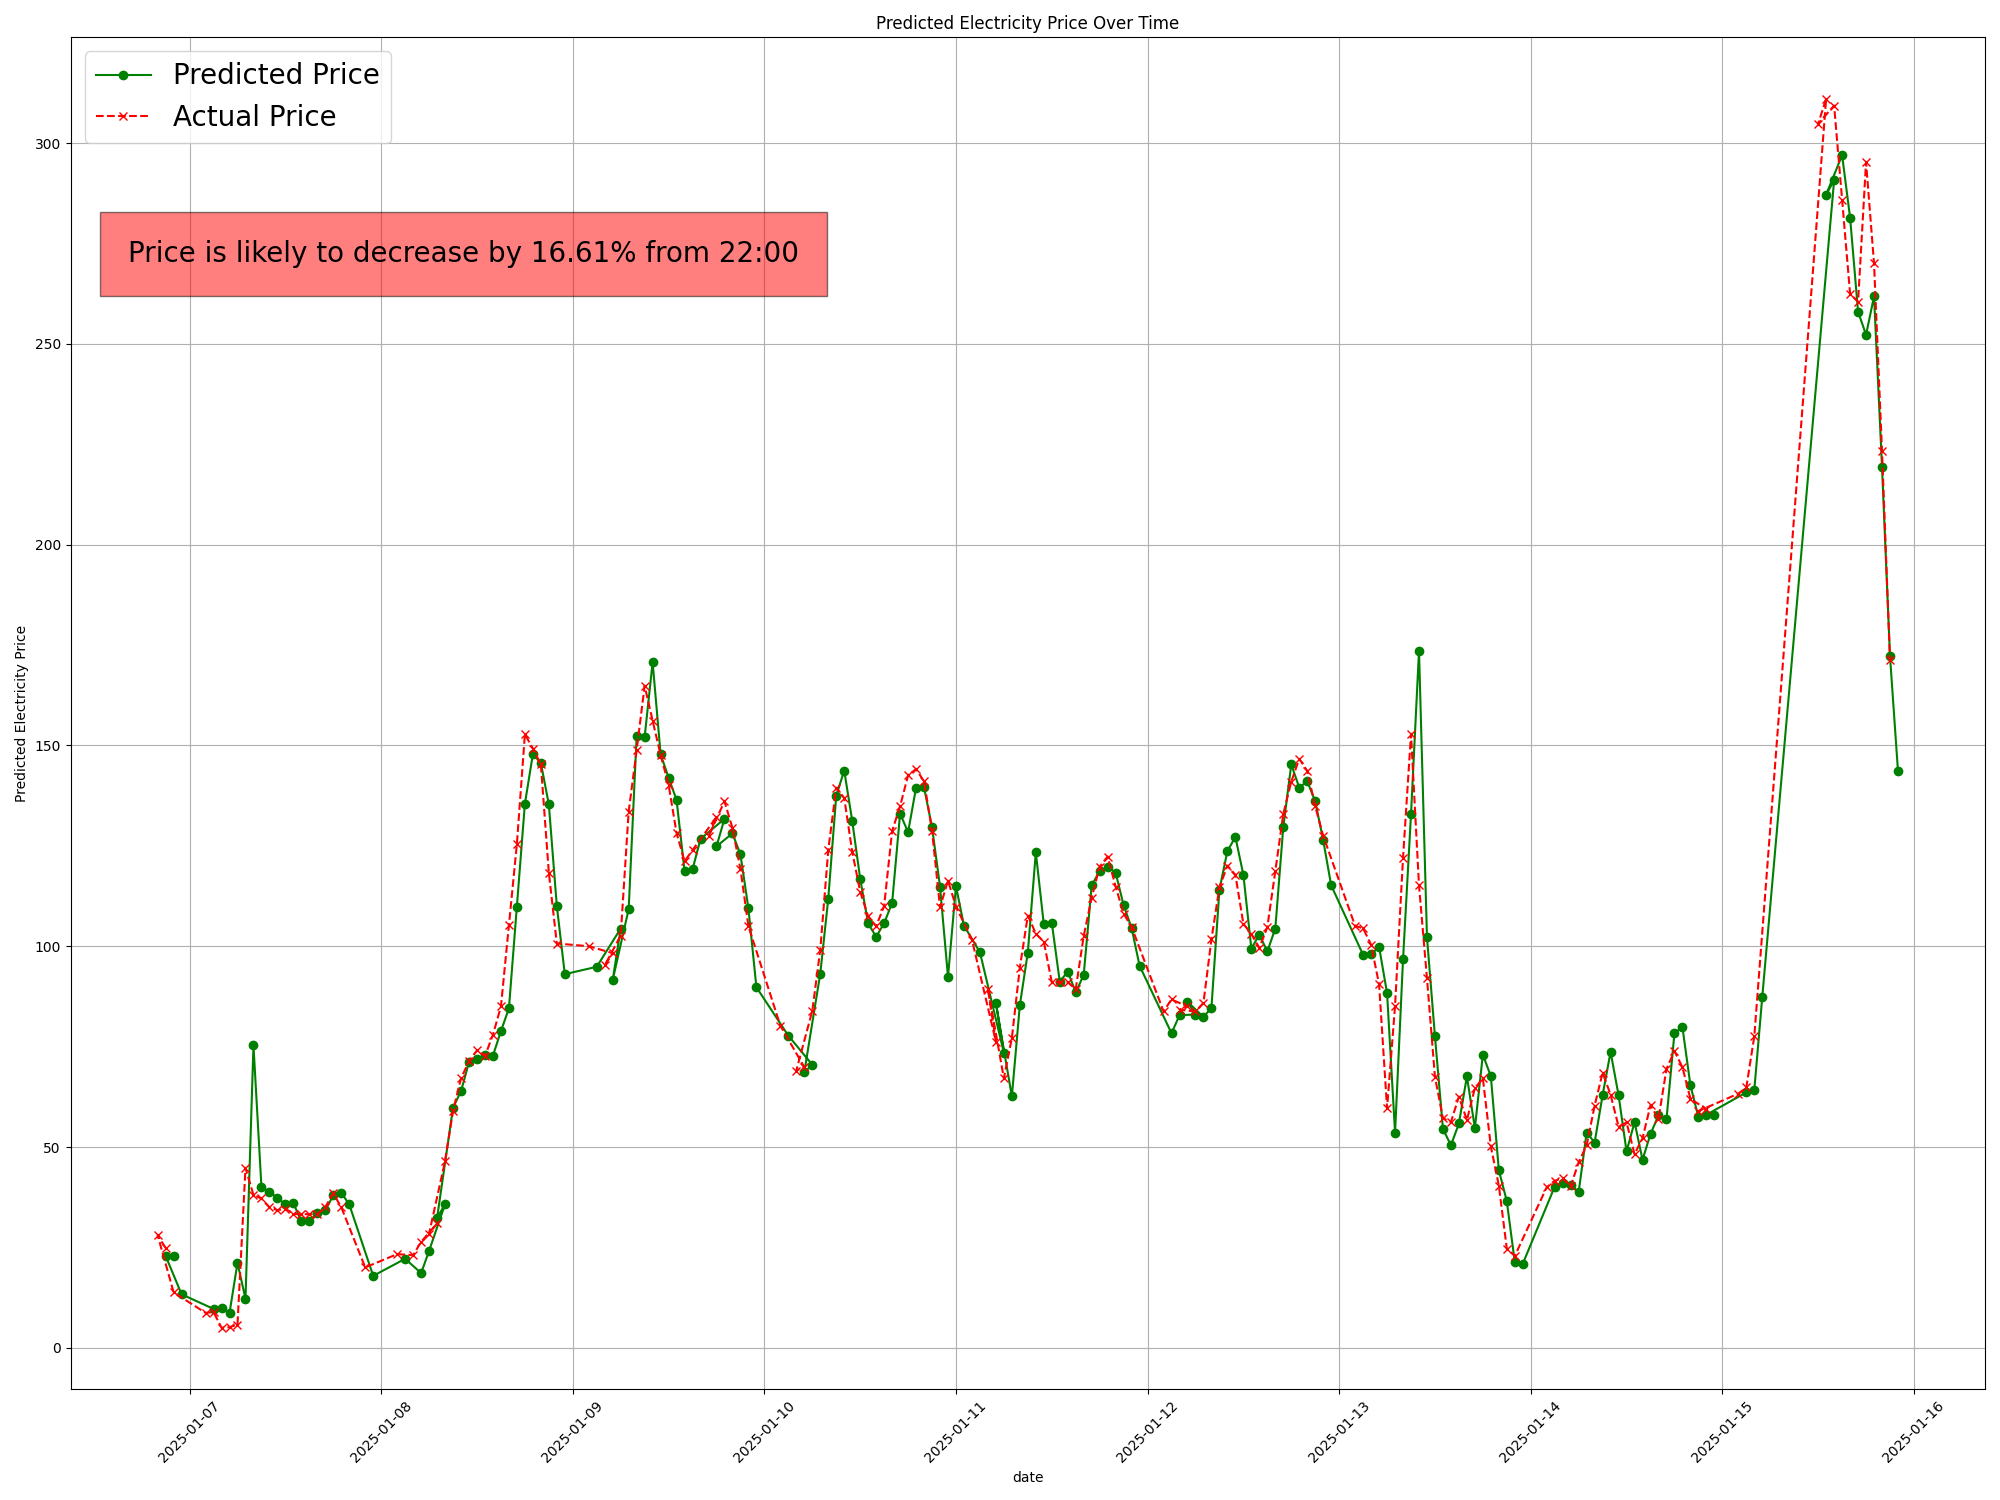 Predicted Electricity Price Over Time
Predicted Price
Actual Price
Price is likely to decrease by 16.61% from 22:00
Predicted Electricity Price
300
250
200
150
100
50
0
2025-01-07
2025-01-08
2025-01-09
2025-01-10
2025-01-11
2025-01-12
2025-01-13
2025-01-14
2025-01-15
2025-01-16
date